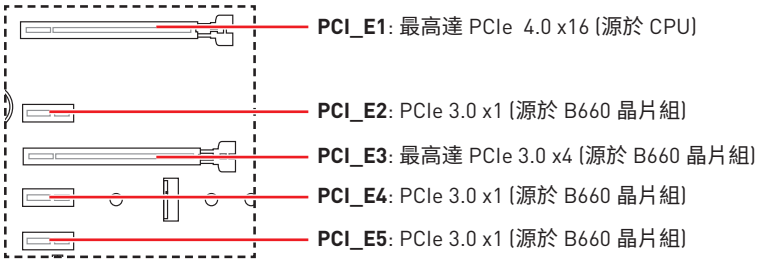 PCI_E1: 最高達 PCIe 4.0 x16 (源於 CPU)
PCI_E2: PCIe 3.0 x1 (源於 B660 晶片組)
PCI_E3: 最高達 PCIe 3.0 x4 (源於 B660 晶片組)
PCI_E4: PCIe 3.0 x1 (源於 B660 晶片組)
PCI_E5: PCIe 3.0 x1 (源於 B660 晶片組)